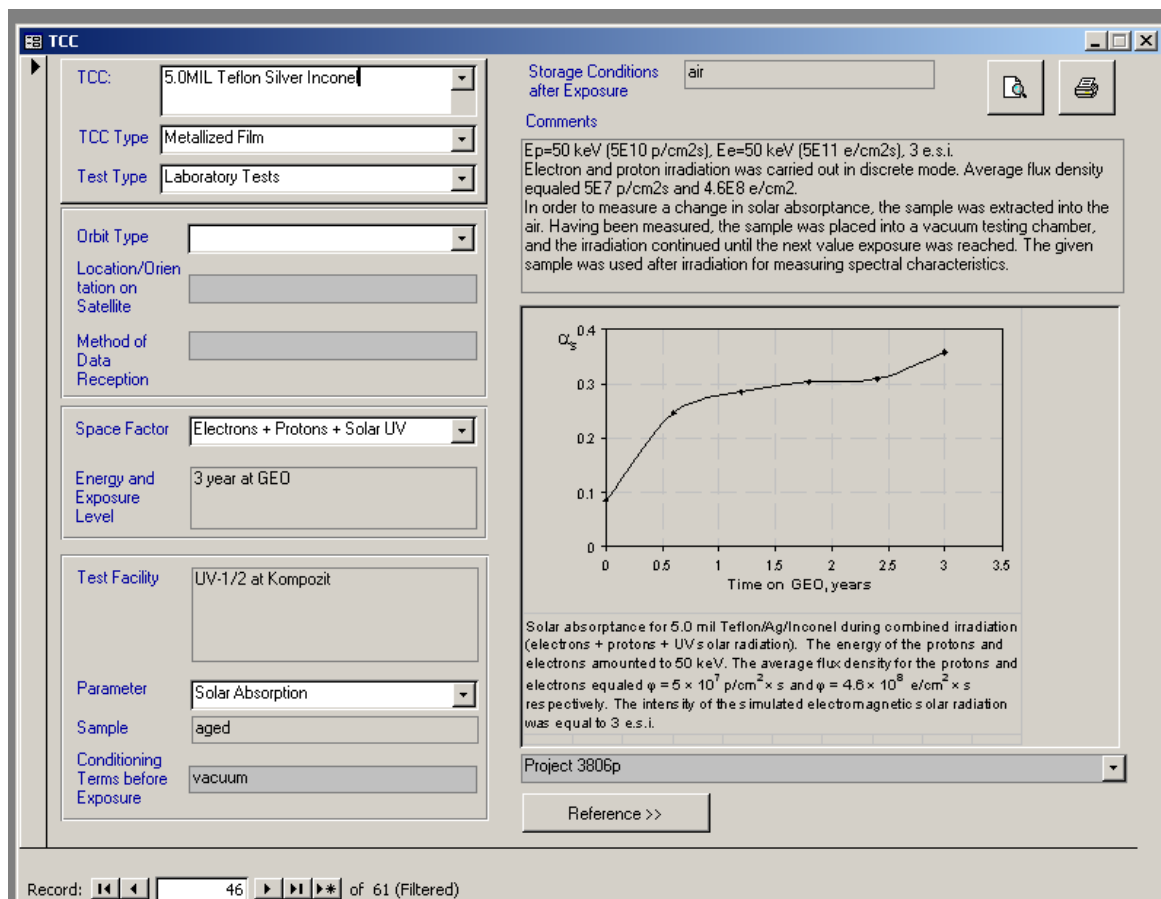 TCC
TCC:
5.0MIL Teflon Silver Inconel
TCC Type
Metallized Film
Test Type
Laboratory Tests
Orbit Type
Location/Orien
tation on
Satellite
Method of
Data
Reception
Space Factor
Electrons + Protons + Solar UV
Energy and
Exposure
Level
3 year at GEO
Test Facility
UV-1/2 at Kompozit
Parameter
Solar Absorption
Sample
aged
Conditioning
Terms before
Exposure
vacuum
Storage Conditions
after Exposure
air
Comments
Ep=50 keV (5E10 p/cm2s), Ee=50 keV (5E11 e/cm2s), 3 e.s.i.
Electron and proton irradiation was carried out in discrete mode. Average flux density
equaled 5E7 p/cm2s and 4.6E8 e/cm2.
In order to measure a change in solar absorptance, the sample was extracted into the
air. Having been measured, the sample was placed into a vacuum testing chamber,
and the irradiation continued until the next value exposure was reached. The given
sample was used after irradiation for measuring spectral characteristics.
αs
0.4
0.3
0.2
0.1
0
0 0.5 1 1.5 2 2.5 3 3.5
Time on GEO, years
Solar absorptance for 5.0 mil Teflon/Ag/Inconel during combined irradiation
(electrons + protons + UV solar radiation). The energy of the protons and
electrons amounted to 50 keV. The average flux density for the protons and
electrons equaled φ = 5 × 10⁷ p/cm² × s and φ = 4.6 × 10⁸ e/cm² × s
respectively. The intensity of the simulated electromagnetic solar radiation
was equal to 3 e.s.i.
Project 3806p
Reference >>
Record: 46 of 61 (Filtered)